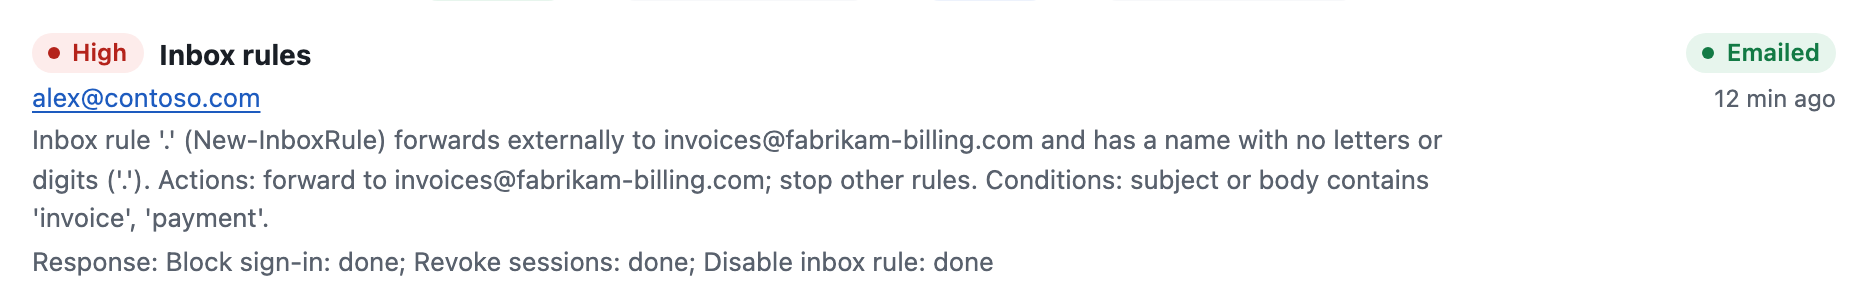 High Inbox rules Emailed
alex@contoso.com 12 min ago
Inbox rule '.' (New-InboxRule) forwards externally to invoices@fabrikam-billing.com and has a name with no letters or
digits ('.'). Actions: forward to invoices@fabrikam-billing.com; stop other rules. Conditions: subject or body contains
'invoice', 'payment'.
Response: Block sign-in: done; Revoke sessions: done; Disable inbox rule: done